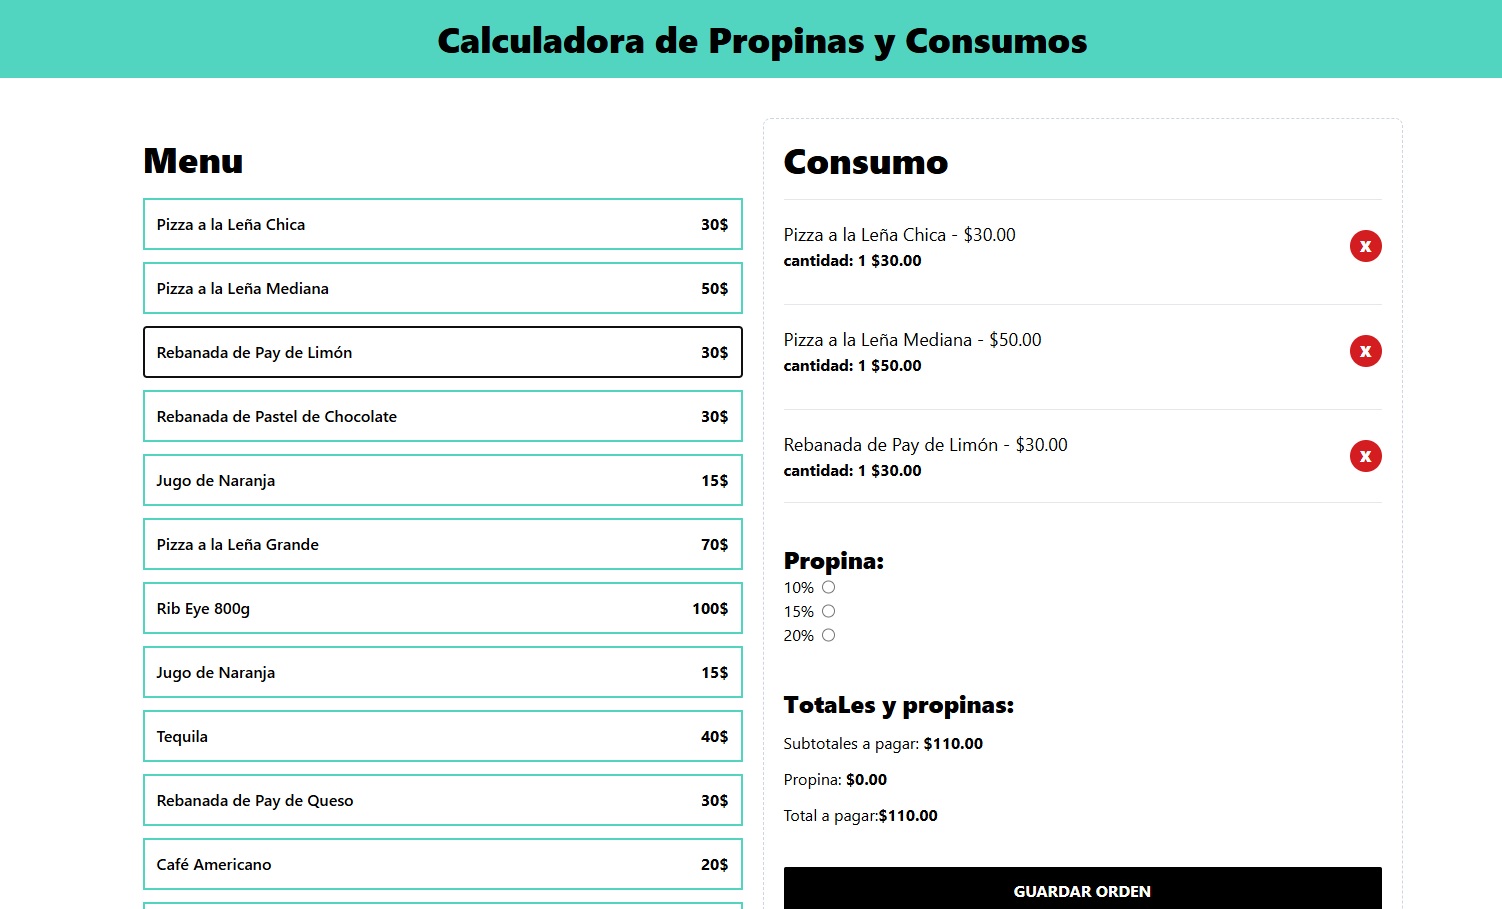 Calculadora de Propinas y Consumos
Menu
Pizza a la Leña Chica 30$
Pizza a la Leña Mediana 50$
Rebanada de Pay de Limón 30$
Rebanada de Pastel de Chocolate 30$
Jugo de Naranja 15$
Pizza a la Leña Grande 70$
Rib Eye 800g 100$
Jugo de Naranja 15$
Tequila 40$
Rebanada de Pay de Queso 30$
Café Americano 20$
Consumo
Pizza a la Leña Chica - $30.00
cantidad: 1 $30.00
X
Pizza a la Leña Mediana - $50.00
cantidad: 1 $50.00
X
Rebanada de Pay de Limón - $30.00
cantidad: 1 $30.00
X
Propina:
10%
15%
20%
TotaLes y propinas:
Subtotales a pagar: $110.00
Propina: $0.00
Total a pagar:$110.00
GUARDAR ORDEN